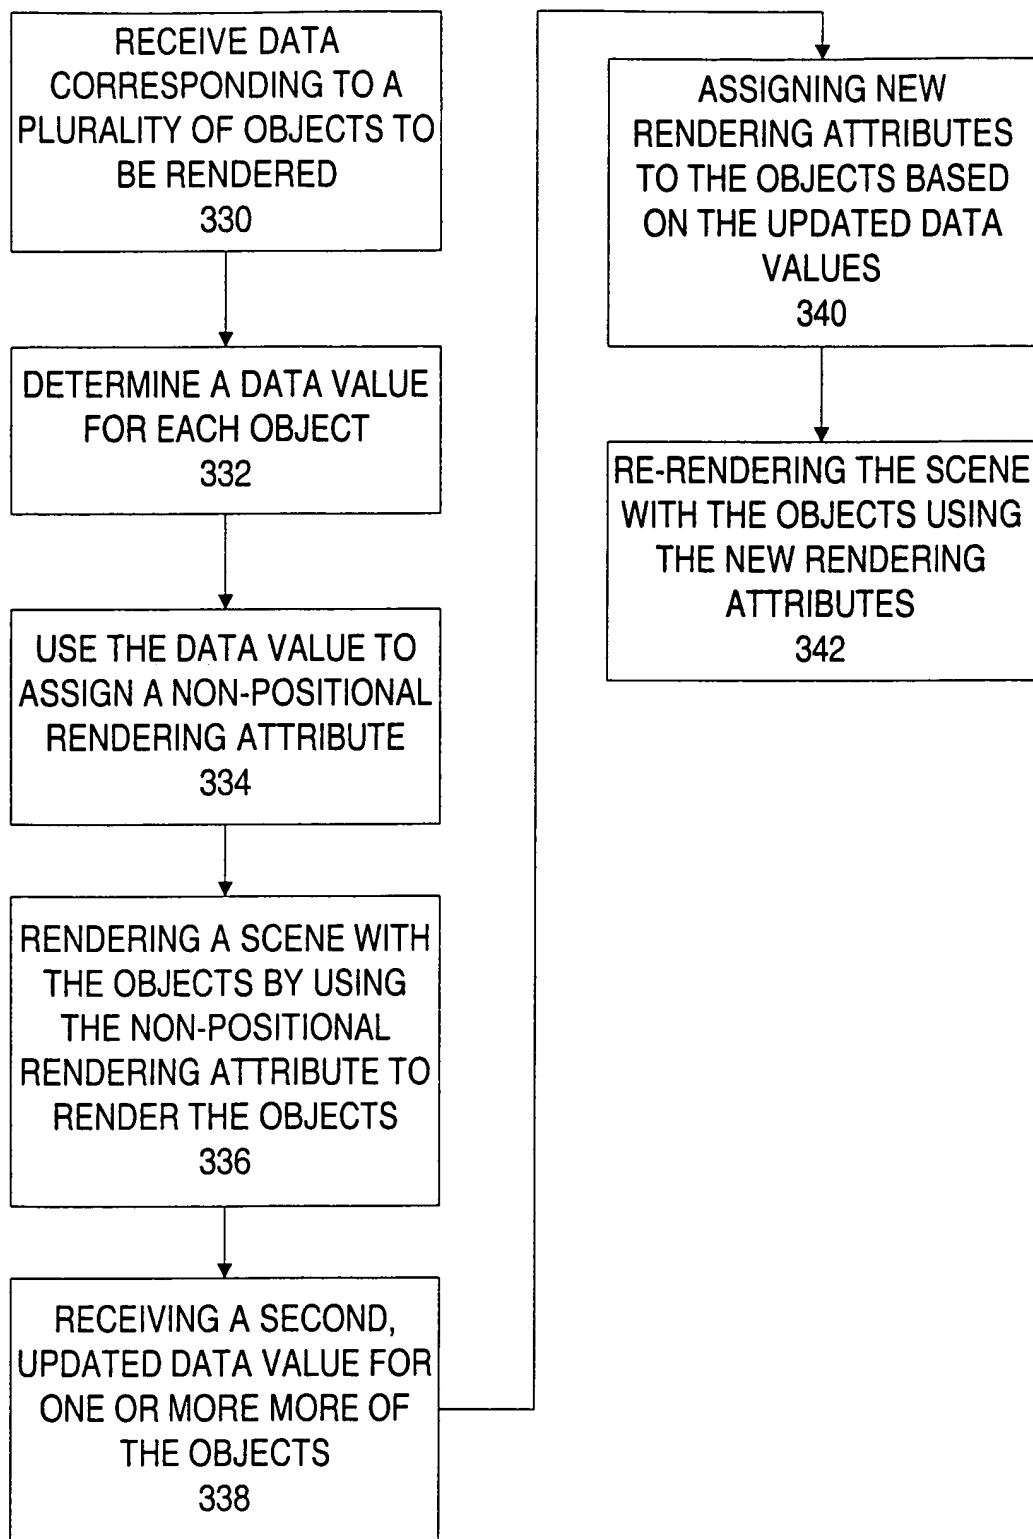 RECEIVE DATA
CORRESPONDING TO A
PLURALITY OF OBJECTS TO
BE RENDERED
330
DETERMINE A DATA VALUE
FOR EACH OBJECT
332
USE THE DATA VALUE TO
ASSIGN A NON-POSITIONAL
RENDERING ATTRIBUTE
334
RENDERING A SCENE WITH
THE OBJECTS BY USING
THE NON-POSITIONAL
RENDERING ATTRIBUTE TO
RENDER THE OBJECTS
336
RECEIVING A SECOND,
UPDATED DATA VALUE FOR
ONE OR MORE MORE OF
THE OBJECTS
338
ASSIGNING NEW
RENDERING ATTRIBUTES
TO THE OBJECTS BASED
ON THE UPDATED DATA
VALUES
340
RE-RENDERING THE SCENE
WITH THE OBJECTS USING
THE NEW RENDERING
ATTRIBUTES
342